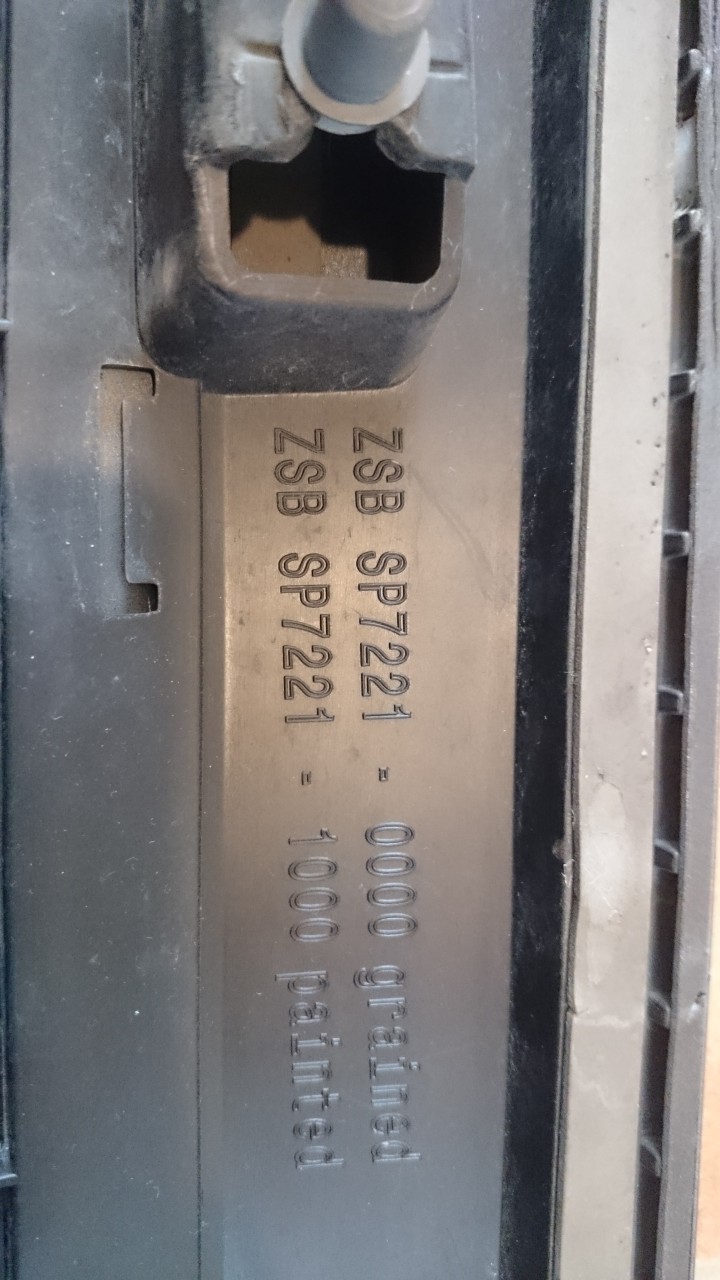 ZSB SP7221 - 0000 grained
ZSB SP7221 - 1000 painted